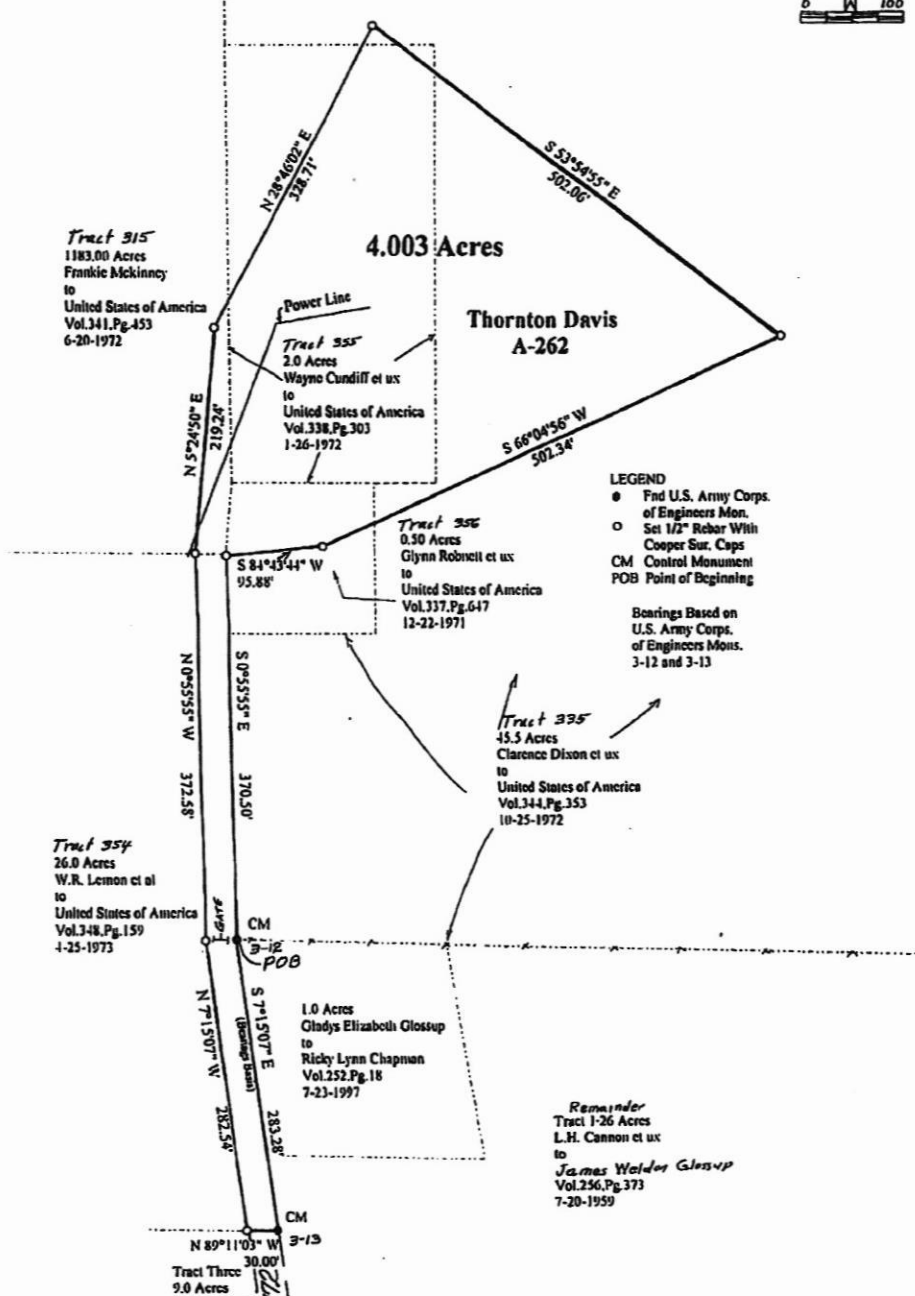 0 M 100
N 28°46'02" E
328.71'
S 53°54'55" E
502.06'
4.003 Acres
Thornton Davis
A-262
Tract 315
1183.00 Acres
Frankie Mckinney
to
United States of America
Vol.341,Pg.453
6-20-1972
Power Line
Tract 355
2.0 Acres
Wayne Cundiff et ux
to
United States of America
Vol.338,Pg.303
1-26-1972
N 5°24'50" E
219.24'
S 66°04'56" W
502.34'
LEGEND
Fnd U.S. Army Corps.
of Engineers Mon.
Set 1/2" Rebar With
Cooper Sur. Caps
CM Control Monument
POB Point of Beginning
Bearings Based on
U.S. Army Corps.
of Engineers Mons.
3-12 and 3-13
Tract 356
0.50 Acres
Glynn Robnett et ux
to
United States of America
Vol.337,Pg.647
12-22-1971
S 84°43'44" W
95.88'
N 0°55'55" W
372.58'
S 0°55'55" E
370.50'
Tract 335
45.5 Acres
Clarence Dixon et ux
to
United States of America
Vol.344,Pg.353
10-25-1972
Tract 354
26.0 Acres
W.R. Lemon et al
to
United States of America
Vol.348,Pg.159
4-25-1973
GATE
CM
3-12
POB
N 7°15'07" W
282.54'
S 7°15'07" E
(Bearings Basis)
283.28'
1.0 Acres
Gladys Elizabeth Glossup
to
Ricky Lynn Chapman
Vol.252,Pg.18
7-23-1997
Remainder
Tract 1-26 Acres
L.H. Cannon et ux
to
James Weldon Glossup
Vol.256,Pg.373
7-20-1959
CM
3-13
N 89°11'03" W
30.00'
Tract Three
9.0 Acres